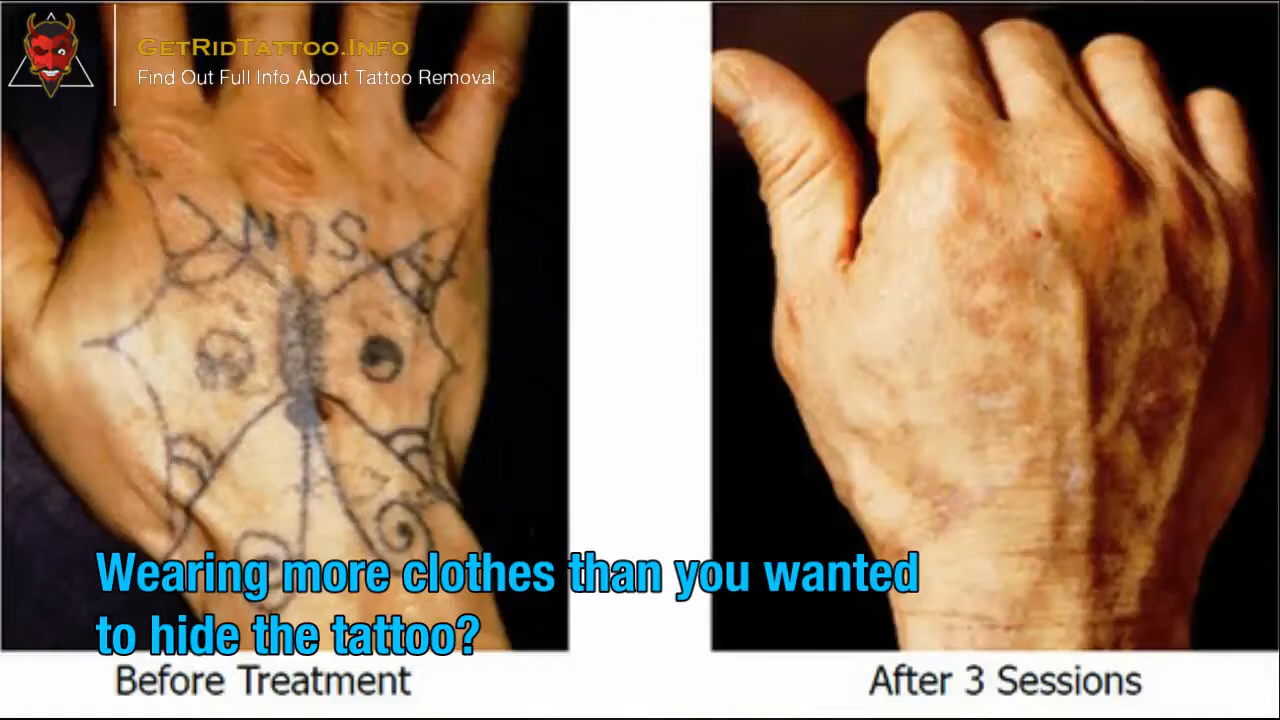 GetRidTattoo.Info
Find Out Full Info About Tattoo Removal
SUN
Wearing more clothes than you wanted
to hide the tattoo?
Before Treatment
After 3 Sessions